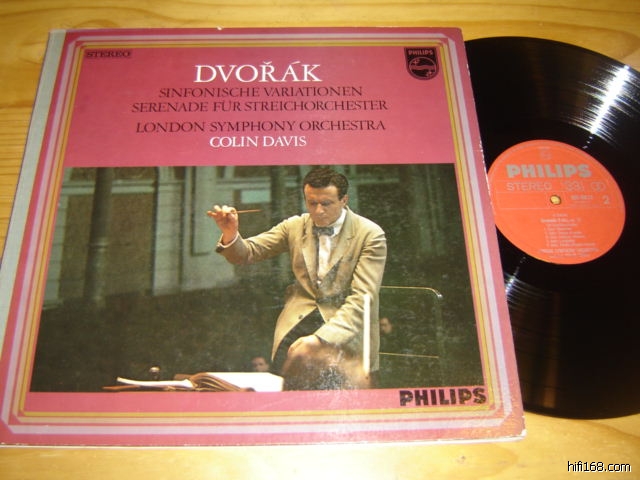 STEREO
PHILIPS
DVOŘÁK
SINFONISCHE VARIATIONEN
SERENADE FÜR STREICHORCHESTER
LONDON SYMPHONY ORCHESTRA
COLIN DAVIS
PHILIPS
PHILIPS
STEREO 33
2
hifi168.com